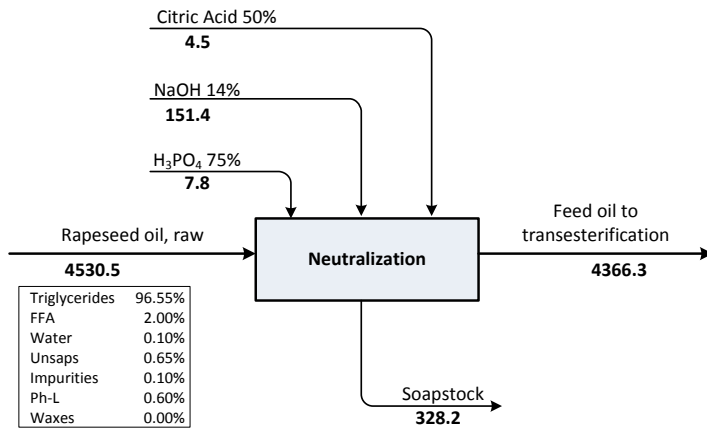 Citric Acid 50%
4.5
NaOH 14%
151.4
H₃PO₄ 75%
7.8
Rapeseed oil, raw
4530.5
Neutralization
Feed oil to
transesterification
4366.3
Triglycerides 96.55%
FFA 2.00%
Water 0.10%
Unsaps 0.65%
Impurities 0.10%
Ph-L 0.60%
Waxes 0.00%
Soapstock
328.2